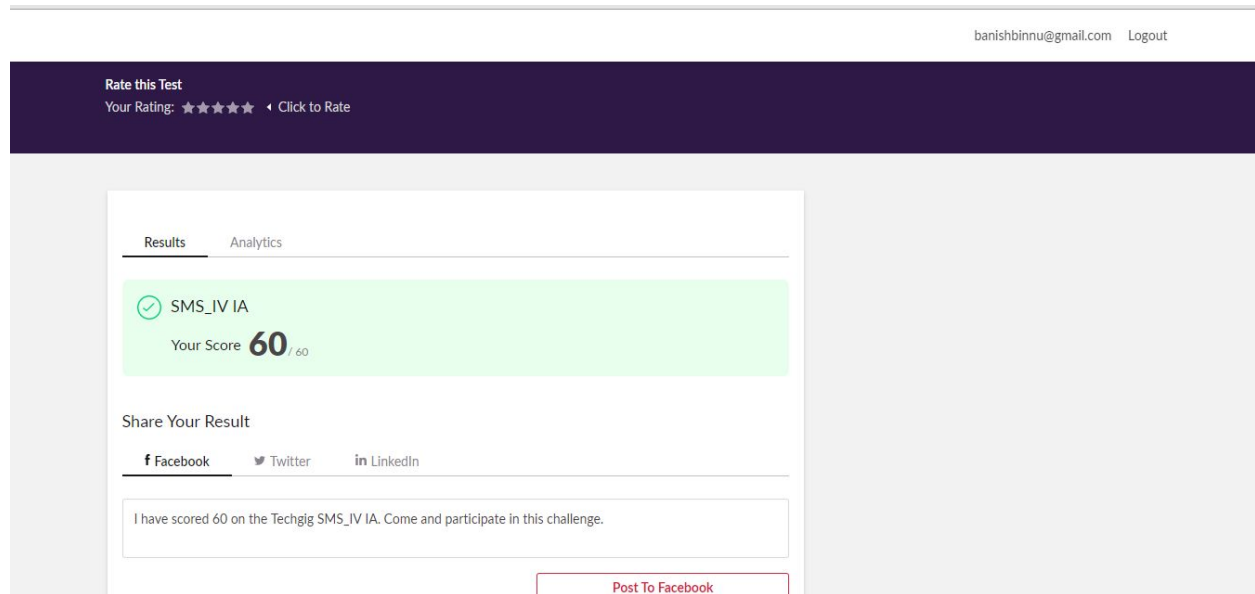 banishbinnu@gmail.com Logout
Rate this Test
Your Rating: Click to Rate
Results Analytics
SMS_IV IA
Your Score 60 / 60
Share Your Result
Facebook Twitter LinkedIn
I have scored 60 on the Techgig SMS_IV IA. Come and participate in this challenge.
Post To Facebook